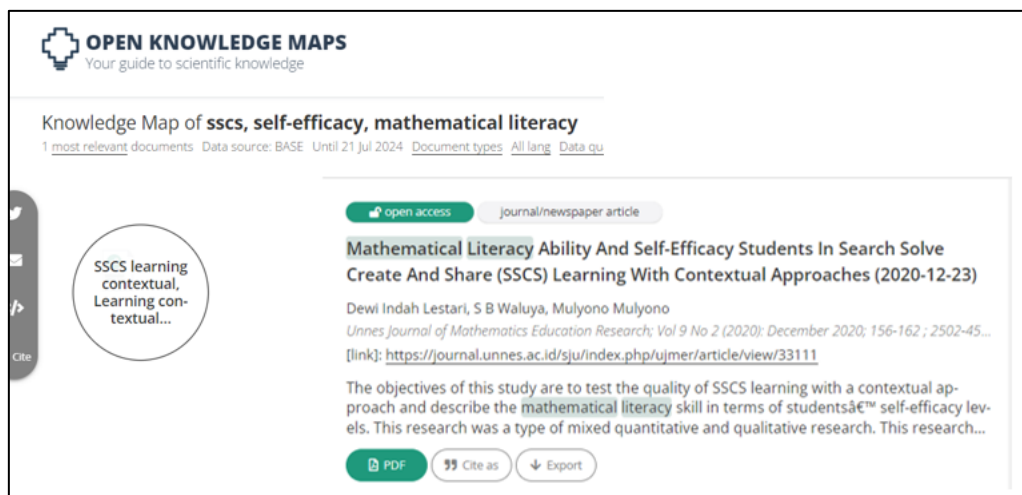 OPEN KNOWLEDGE MAPS
Your guide to scientific knowledge
Knowledge Map of sscs, self-efficacy, mathematical literacy
1 most relevant documents Data source: BASE Until 21 Jul 2024 Document types All lang Data qu
open access journal/newspaper article
Mathematical Literacy Ability And Self-Efficacy Students In Search Solve
Create And Share (SSCS) Learning With Contextual Approaches (2020-12-23)
Dewi Indah Lestari, S B Waluya, Mulyono Mulyono
Unnes Journal of Mathematics Education Research; Vol 9 No 2 (2020): December 2020; 156-162 ; 2502-45...
[link]: https://journal.unnes.ac.id/sju/index.php/ujmer/article/view/33111
The objectives of this study are to test the quality of SSCS learning with a contextual ap-
proach and describe the mathematical literacy skill in terms of studentsâ€™ self-efficacy lev-
els. This research was a type of mixed quantitative and qualitative research. This research...
PDF Cite as Export
SSCS learning
contextual,
Learning con-
textual...
Cite